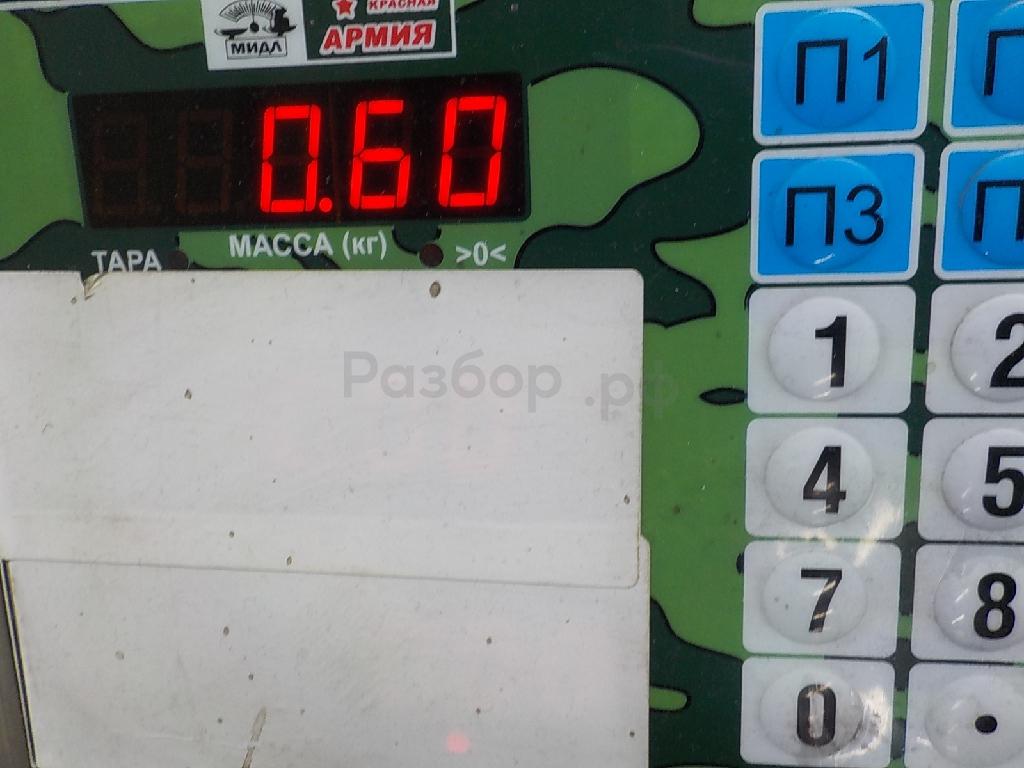 МИДЛ
КРАСНАЯ
АРМИЯ
0.60
ТАРА
МАССА (кг)
>0<
Разбор.рф
П1
П3
1
2
4
5
7
8
0
.